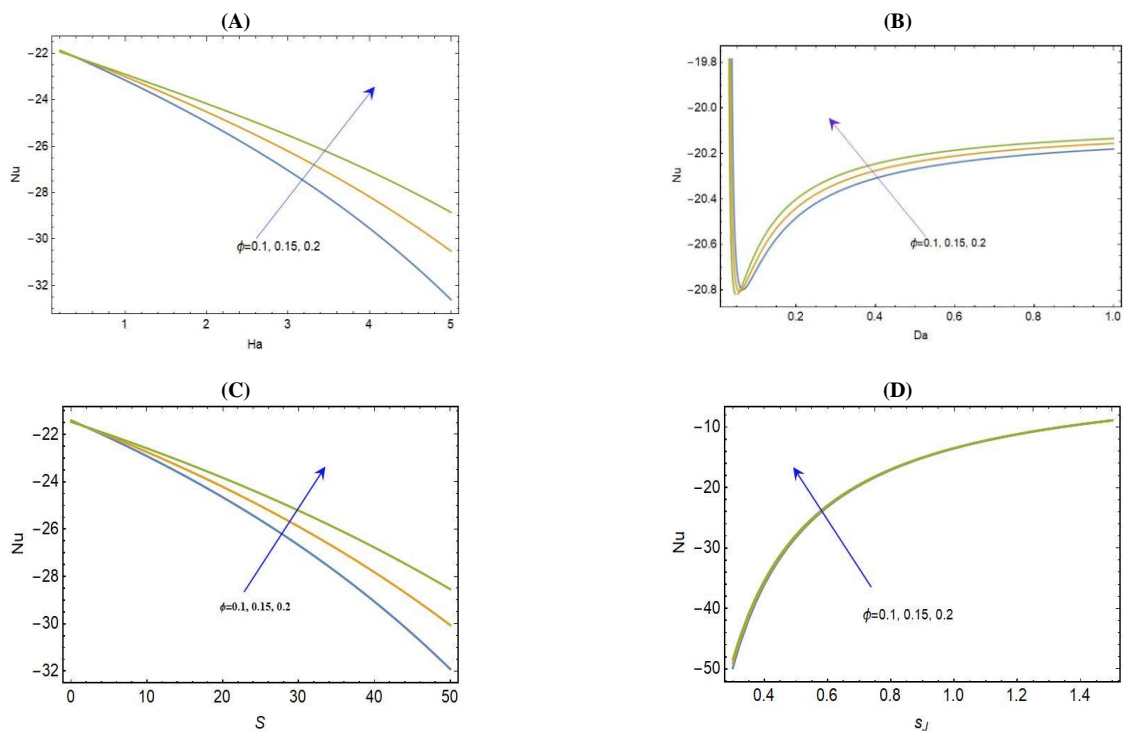 (A)
−22
−24
−26
−28
−30
−32
Nu
ϕ=0.1, 0.15, 0.2
1 2 3 4 5
Ha
(B)
−19.8
−20.0
−20.2
−20.4
−20.6
−20.8
Nu
ϕ=0.1, 0.15, 0.2
0.2 0.4 0.6 0.8 1.0
Da
(C)
−22
−24
−26
−28
−30
−32
Nu
ϕ=0.1, 0.15, 0.2
0 10 20 30 40 50
S
(D)
−10
−20
−30
−40
−50
Nu
ϕ=0.1, 0.15, 0.2
0.4 0.6 0.8 1.0 1.2 1.4
sJ